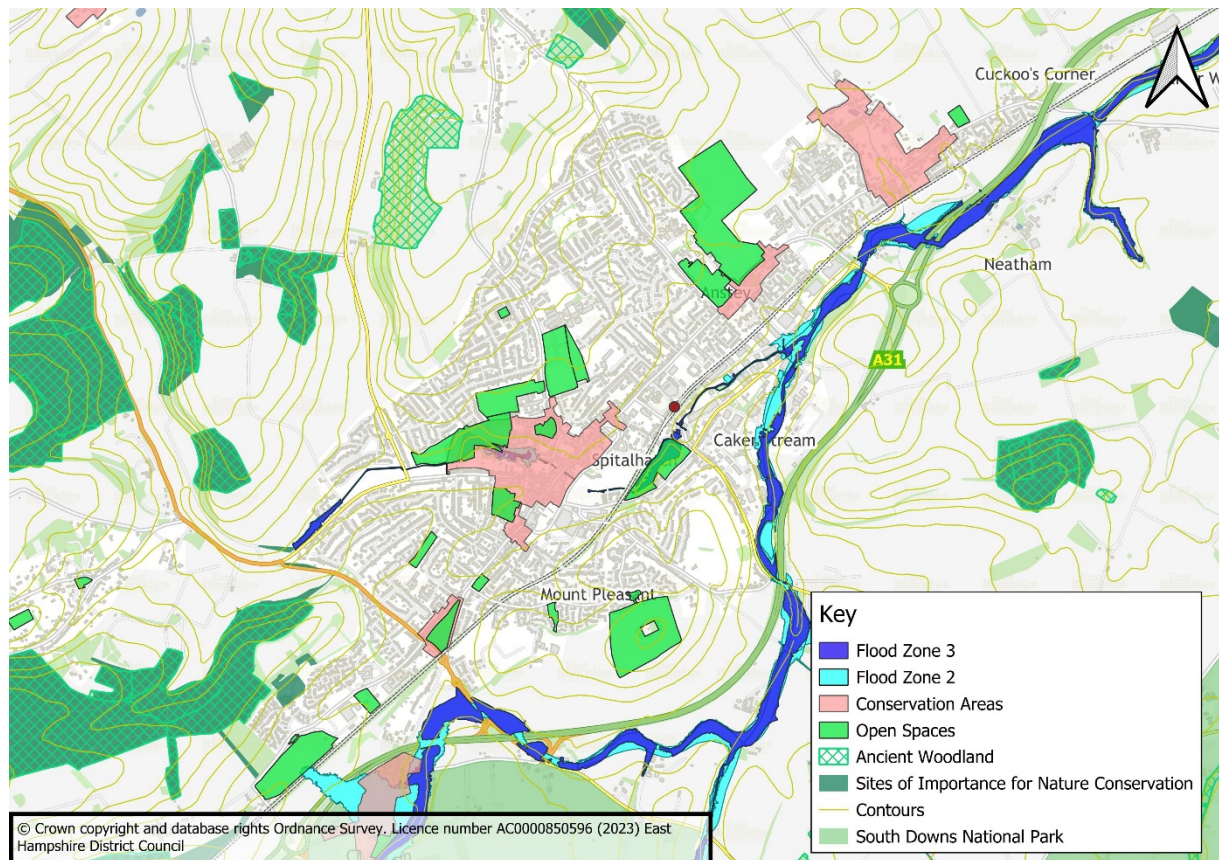 Cuckoo's Corner
Neatham
Anstey
A31
Caker Stream
Mount Pleasant
Key
Flood Zone 3
Flood Zone 2
Conservation Areas
Open Spaces
Ancient Woodland
Sites of Importance for Nature Conservation
Contours
South Downs National Park
© Crown copyright and database rights Ordnance Survey. Licence number AC0000850596 (2023) East
Hampshire District Council